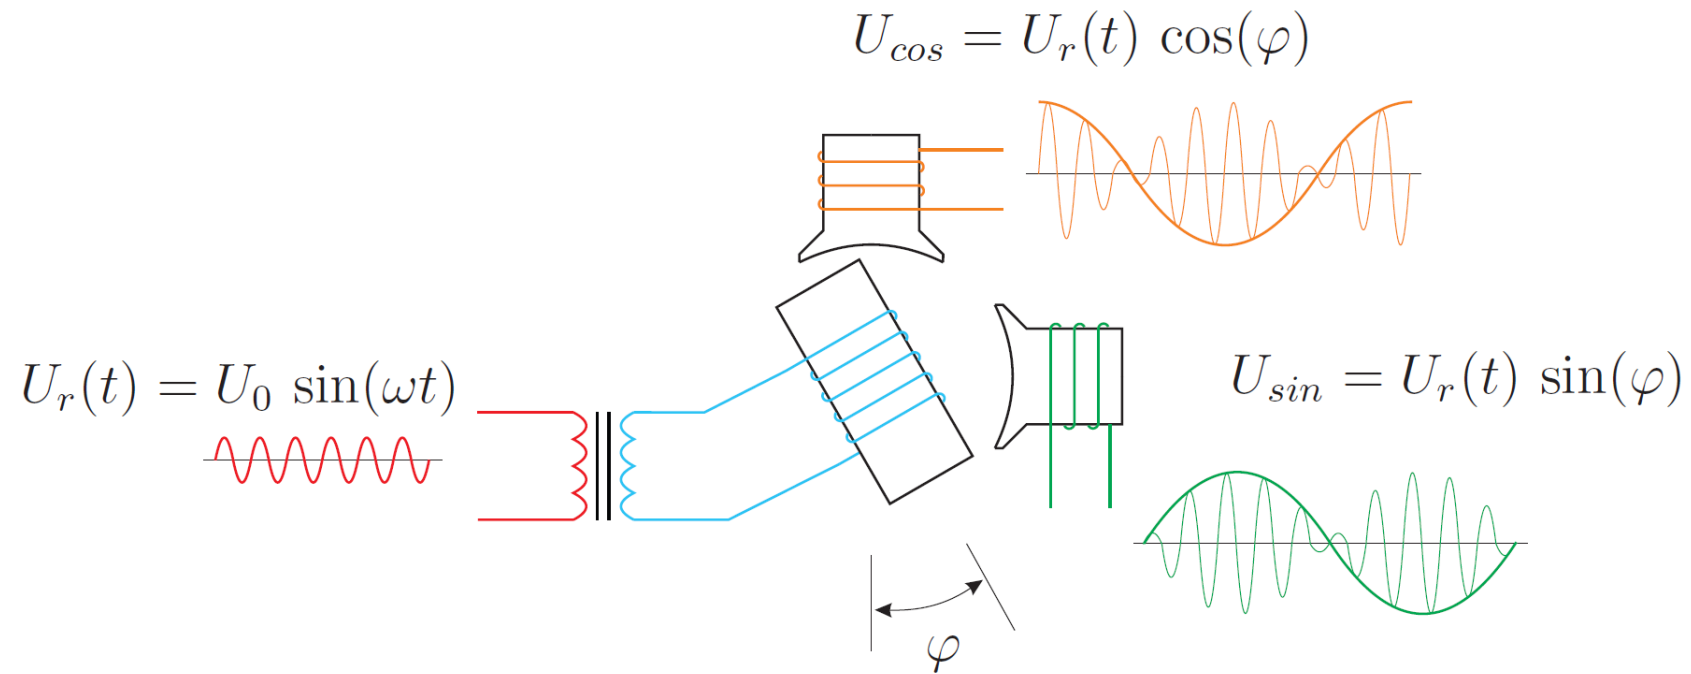 U_cos = U_r(t) cos(φ)
U_r(t) = U_0 sin(ωt)
U_sin = U_r(t) sin(φ)
φ